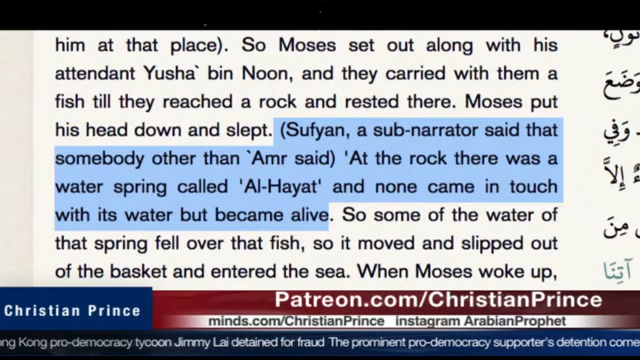 him at that place). So Moses set out along with his
attendant Yusha` bin Noon, and they carried with them a
fish till they reached a rock and rested there. Moses put
his head down and slept. (Sufyan, a sub-narrator said that
somebody other than `Amr said) 'At the rock there was a
water spring called 'Al-Hayat' and none came in touch
with its water but became alive. So some of the water of
that spring fell over that fish, so it moved and slipped out
of the basket and entered the sea. When Moses woke up,
وَفِي
إِلاَّ
مِنَ
آتِنَا
Christian Prince
Patreon.com/ChristianPrince
minds.com/ChristianPrince instagram ArabianProphet
Kong pro-democracy tycoon Jimmy Lai detained for fraud The prominent pro-democracy supporter's detention